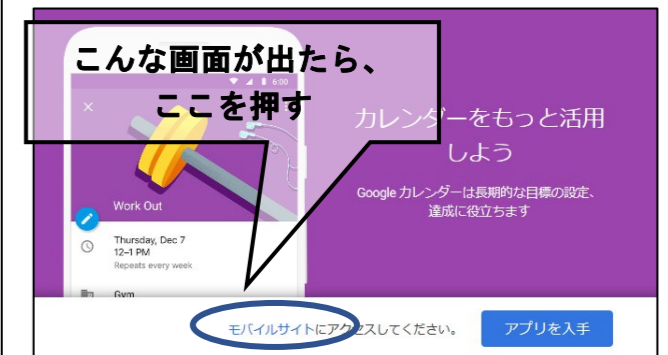 こんな画面が出たら、
ここを押す
6:00
カレンダーをもっと活用
しよう
Google カレンダーは長期的な目標の設定、
達成に役立ちます
Work Out
Thursday, Dec 7
12–1 PM
Repeats every week
Gym
モバイルサイトにアクセスしてください。
アプリを入手